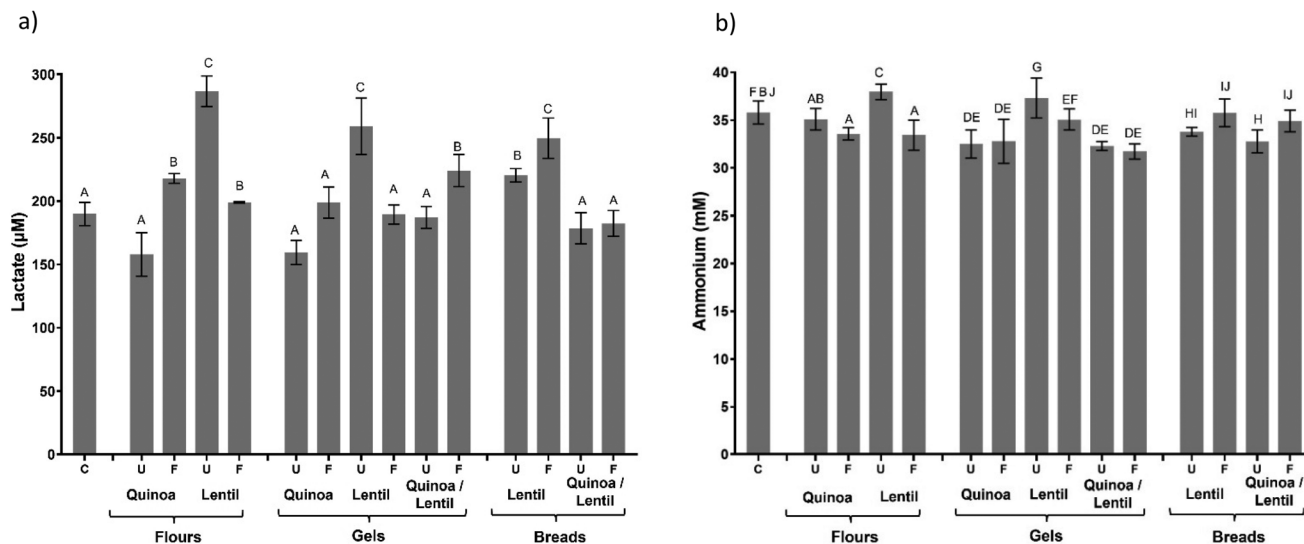 a)
Lactate (µM)
300
250
200
150
100
50
0
A
A
B
C
B
A
A
C
A
A
B
B
C
A
A
C U F U F U F U F U F U F U F
Quinoa Lentil Quinoa Lentil Quinoa / Lentil Quinoa /
Lentil Lentil
Flours Gels Breads
b)
Ammonium (mM)
40
35
30
25
20
15
10
5
0
FBJ
AB
A
C
A
DE
DE
G
EF
DE
DE
HI
IJ
H
IJ
C U F U F U F U F U F U F U F
Quinoa Lentil Quinoa Lentil Quinoa / Lentil Quinoa /
Lentil Lentil
Flours Gels Breads